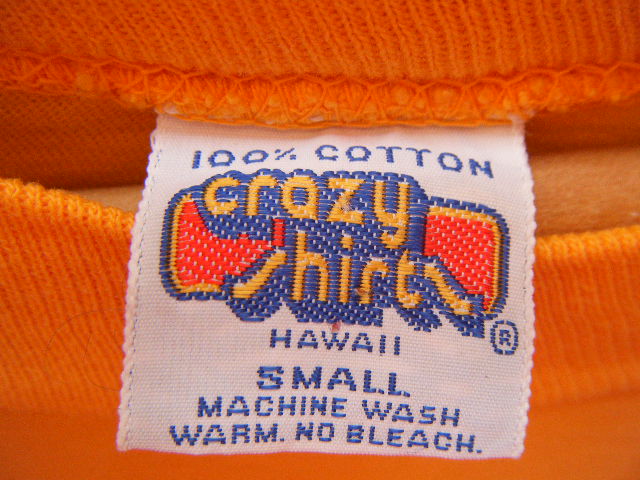 100% COTTON
crazy
shirts
®
HAWAII
SMALL
MACHINE WASH
WARM. NO BLEACH.